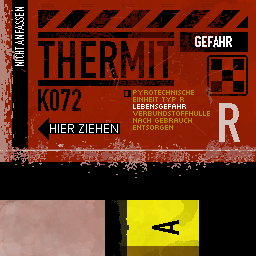 NICHT ANFASSEN
THERMIT
GEFAHR
K072
PYROTECHNISCHE
EINHEIT TYP R
LEBENSGEFAHR
VERBUNDSTOFFHÜLLE
NACH GEBRAUCH
ENTSORGEN
HIER ZIEHEN
R
A